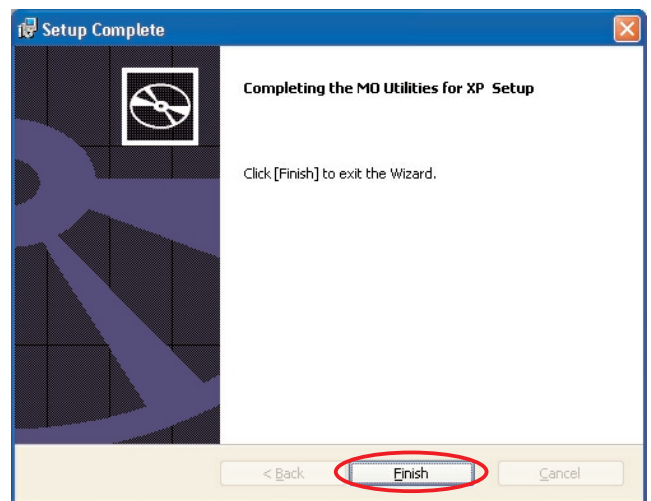 Setup Complete
Completing the MO Utilities for XP  Setup
Click [Finish] to exit the Wizard.
< Back
Finish
Cancel